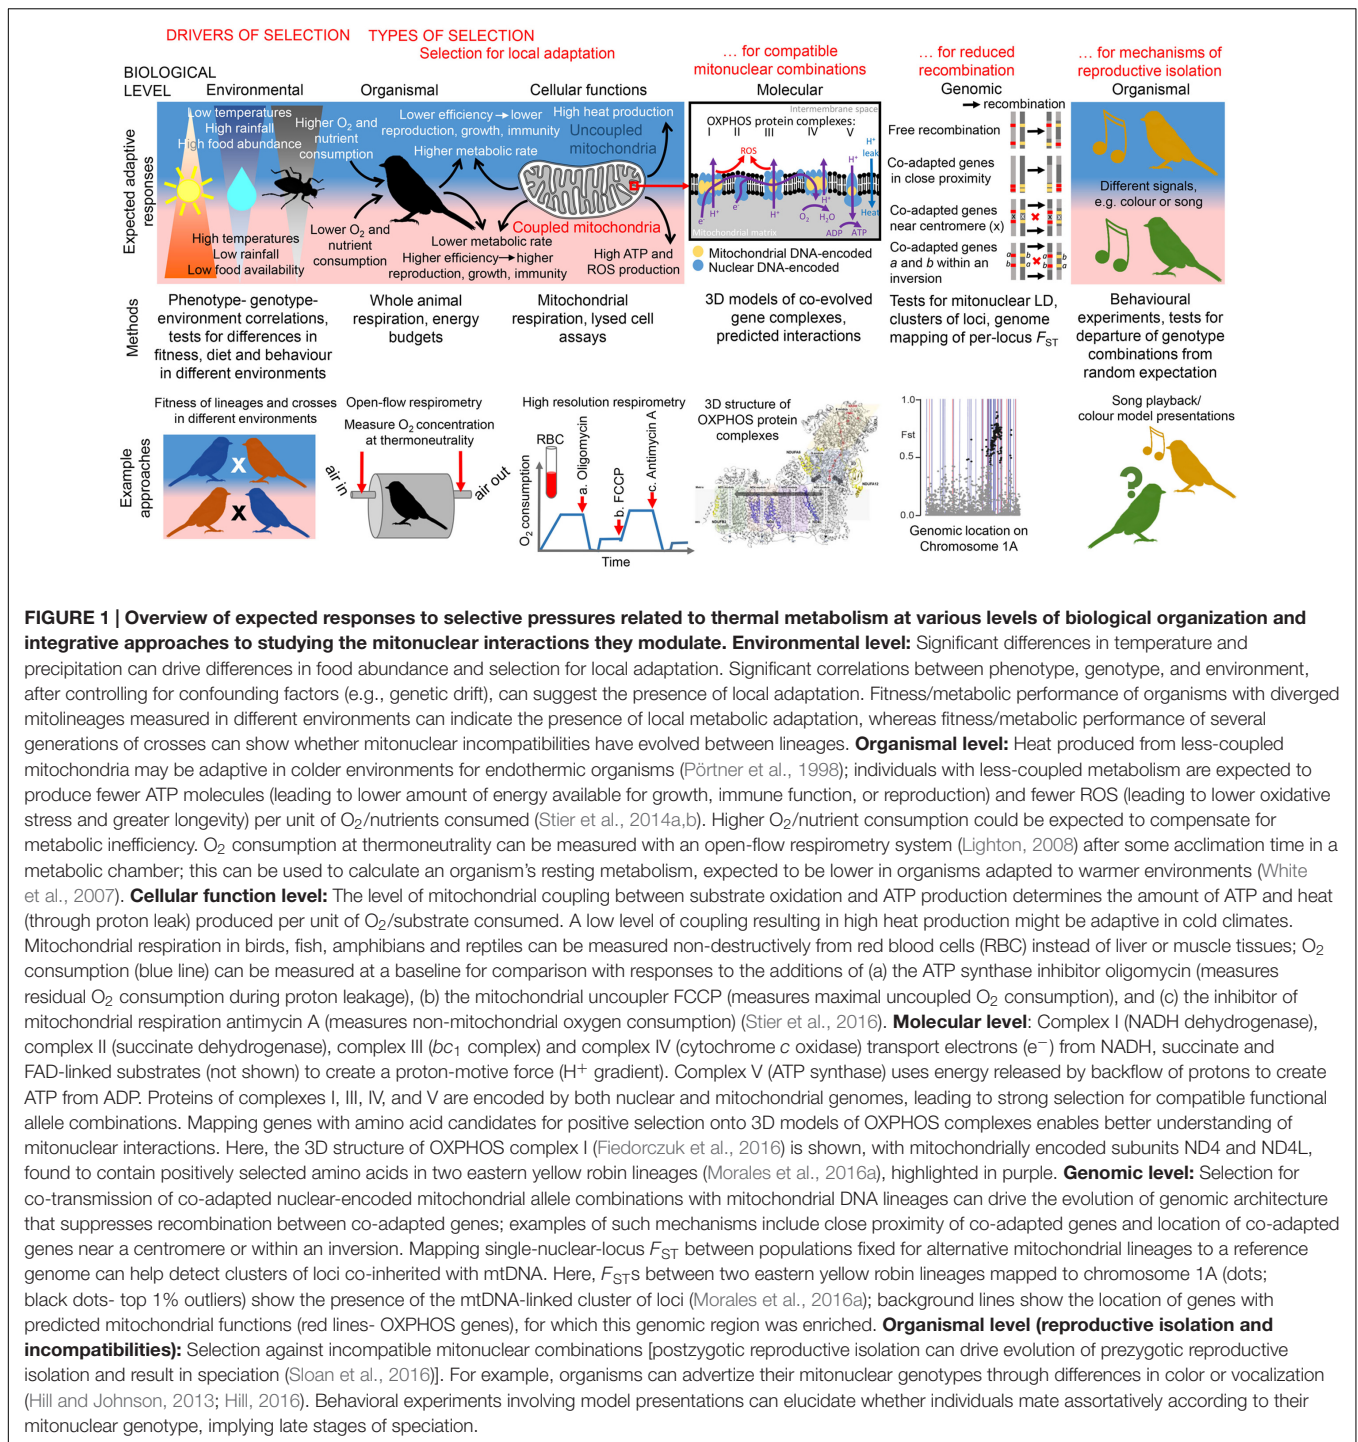 DRIVERS OF SELECTION
TYPES OF SELECTION
Selection for local adaptation
... for compatible
mitonuclear combinations
... for reduced
recombination
... for mechanisms of
reproductive isolation
BIOLOGICAL
LEVEL
Environmental
Organismal
Cellular functions
Molecular
Genomic
Organismal
Expected adaptive
responses
Low temperatures
High rainfall
High food abundance
High temperatures
Low rainfall
Low food availability
Higher O2 and
nutrient
consumption
Lower O2 and
nutrient
consumption
Lower efficiency → lower
reproduction, growth, immunity
Higher metabolic rate
Lower metabolic rate
Higher efficiency → higher
reproduction, growth, immunity
High heat production
Uncoupled
mitochondria
Coupled mitochondria
High ATP and
ROS production
Intermembrane space
OXPHOS protein complexes:
I II III IV V
ROS
H+
leak
H+
e-
H+
e-
H+
O2
H2O
ADP
ATP
Heat
Mitochondrial matrix
Mitochondrial DNA-encoded
Nuclear DNA-encoded
→ recombination
Free recombination
Co-adapted genes
in close proximity
Co-adapted genes
near centromere (x)
Co-adapted genes
a and b within an
inversion
Different signals,
e.g. colour or song
Methods
Phenotype- genotype-
environment correlations,
tests for differences in
fitness, diet and behaviour
in different environments
Whole animal
respiration, energy
budgets
Mitochondrial
respiration, lysed cell
assays
3D models of co-evolved
gene complexes,
predicted interactions
Tests for mitonuclear LD,
clusters of loci, genome
mapping of per-locus FST
Behavioural
experiments, tests for
departure of genotype
combinations from
random expectation
Example
approaches
Fitness of lineages and crosses
in different environments
X
X
Open-flow respirometry
Measure O2 concentration
at thermoneutrality
air in
air out
High resolution respirometry
RBC
O2 consumption
a. Oligomycin
b. FCCP
c. Antimycin A
Time
3D structure of
OXPHOS protein
complexes
1.0
Fst
0.5
0.0
Genomic location on
Chromosome 1A
Song playback/
colour model presentations
?
FIGURE 1 | Overview of expected responses to selective pressures related to thermal metabolism at various levels of biological organization and
integrative approaches to studying the mitonuclear interactions they modulate. Environmental level: Significant differences in temperature and
precipitation can drive differences in food abundance and selection for local adaptation. Significant correlations between phenotype, genotype, and environment,
after controlling for confounding factors (e.g., genetic drift), can suggest the presence of local adaptation. Fitness/metabolic performance of organisms with diverged
mitolineages measured in different environments can indicate the presence of local metabolic adaptation, whereas fitness/metabolic performance of several
generations of crosses can show whether mitonuclear incompatibilities have evolved between lineages. Organismal level: Heat produced from less-coupled
mitochondria may be adaptive in colder environments for endothermic organisms (Pörtner et al., 1998); individuals with less-coupled metabolism are expected to
produce fewer ATP molecules (leading to lower amount of energy available for growth, immune function, or reproduction) and fewer ROS (leading to lower oxidative
stress and greater longevity) per unit of O2/nutrients consumed (Stier et al., 2014a,b). Higher O2/nutrient consumption could be expected to compensate for
metabolic inefficiency. O2 consumption at thermoneutrality can be measured with an open-flow respirometry system (Lighton, 2008) after some acclimation time in a
metabolic chamber; this can be used to calculate an organism's resting metabolism, expected to be lower in organisms adapted to warmer environments (White
et al., 2007). Cellular function level: The level of mitochondrial coupling between substrate oxidation and ATP production determines the amount of ATP and heat
(through proton leak) produced per unit of O2/substrate consumed. A low level of coupling resulting in high heat production might be adaptive in cold climates.
Mitochondrial respiration in birds, fish, amphibians and reptiles can be measured non-destructively from red blood cells (RBC) instead of liver or muscle tissues; O2
consumption (blue line) can be measured at a baseline for comparison with responses to the additions of (a) the ATP synthase inhibitor oligomycin (measures
residual O2 consumption during proton leakage), (b) the mitochondrial uncoupler FCCP (measures maximal uncoupled O2 consumption), and (c) the inhibitor of
mitochondrial respiration antimycin A (measures non-mitochondrial oxygen consumption) (Stier et al., 2016). Molecular level: Complex I (NADH dehydrogenase),
complex II (succinate dehydrogenase), complex III (bc1 complex) and complex IV (cytochrome c oxidase) transport electrons (e−) from NADH, succinate and
FAD-linked substrates (not shown) to create a proton-motive force (H+ gradient). Complex V (ATP synthase) uses energy released by backflow of protons to create
ATP from ADP. Proteins of complexes I, III, IV, and V are encoded by both nuclear and mitochondrial genomes, leading to strong selection for compatible functional
allele combinations. Mapping genes with amino acid candidates for positive selection onto 3D models of OXPHOS complexes enables better understanding of
mitonuclear interactions. Here, the 3D structure of OXPHOS complex I (Fiedorczuk et al., 2016) is shown, with mitochondrially encoded subunits ND4 and ND4L,
found to contain positively selected amino acids in two eastern yellow robin lineages (Morales et al., 2016a), highlighted in purple. Genomic level: Selection for
co-transmission of co-adapted nuclear-encoded mitochondrial allele combinations with mitochondrial DNA lineages can drive the evolution of genomic architecture
that suppresses recombination between co-adapted genes; examples of such mechanisms include close proximity of co-adapted genes and location of co-adapted
genes near a centromere or within an inversion. Mapping single-nuclear-locus FST between populations fixed for alternative mitochondrial lineages to a reference
genome can help detect clusters of loci co-inherited with mtDNA. Here, FSTs between two eastern yellow robin lineages mapped to chromosome 1A (dots;
black dots- top 1% outliers) show the presence of the mtDNA-linked cluster of loci (Morales et al., 2016a); background lines show the location of genes with
predicted mitochondrial functions (red lines- OXPHOS genes), for which this genomic region was enriched. Organismal level (reproductive isolation and
incompatibilities): Selection against incompatible mitonuclear combinations [postzygotic reproductive isolation can drive evolution of prezygotic reproductive
isolation and result in speciation (Sloan et al., 2016)]. For example, organisms can advertize their mitonuclear genotypes through differences in color or vocalization
(Hill and Johnson, 2013; Hill, 2016). Behavioral experiments involving model presentations can elucidate whether individuals mate assortatively according to their
mitonuclear genotype, implying late stages of speciation.